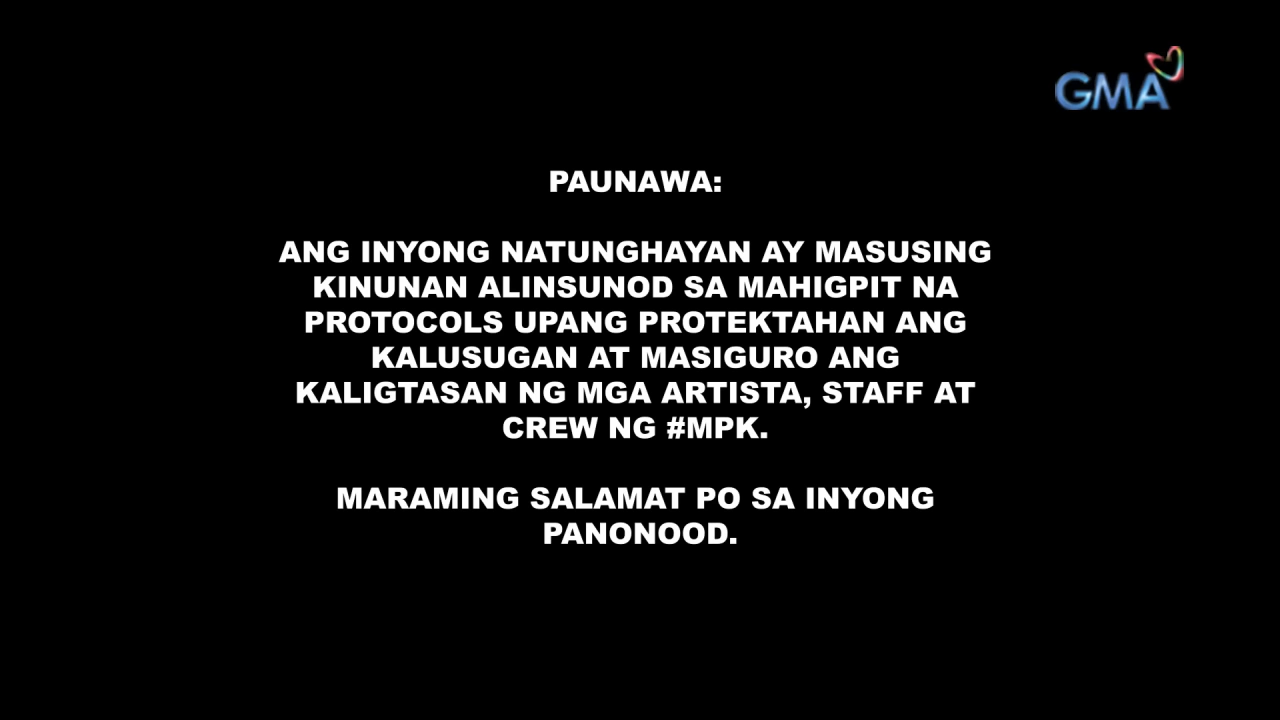 GMA
PAUNAWA:
ANG INYONG NATUNGHAYAN AY MASUSING
KINUNAN ALINSUNOD SA MAHIGPIT NA
PROTOCOLS UPANG PROTEKTAHAN ANG
KALUSUGAN AT MASIGURO ANG
KALIGTASAN NG MGA ARTISTA, STAFF AT
CREW NG #MPK.
MARAMING SALAMAT PO SA INYONG
PANONOOD.